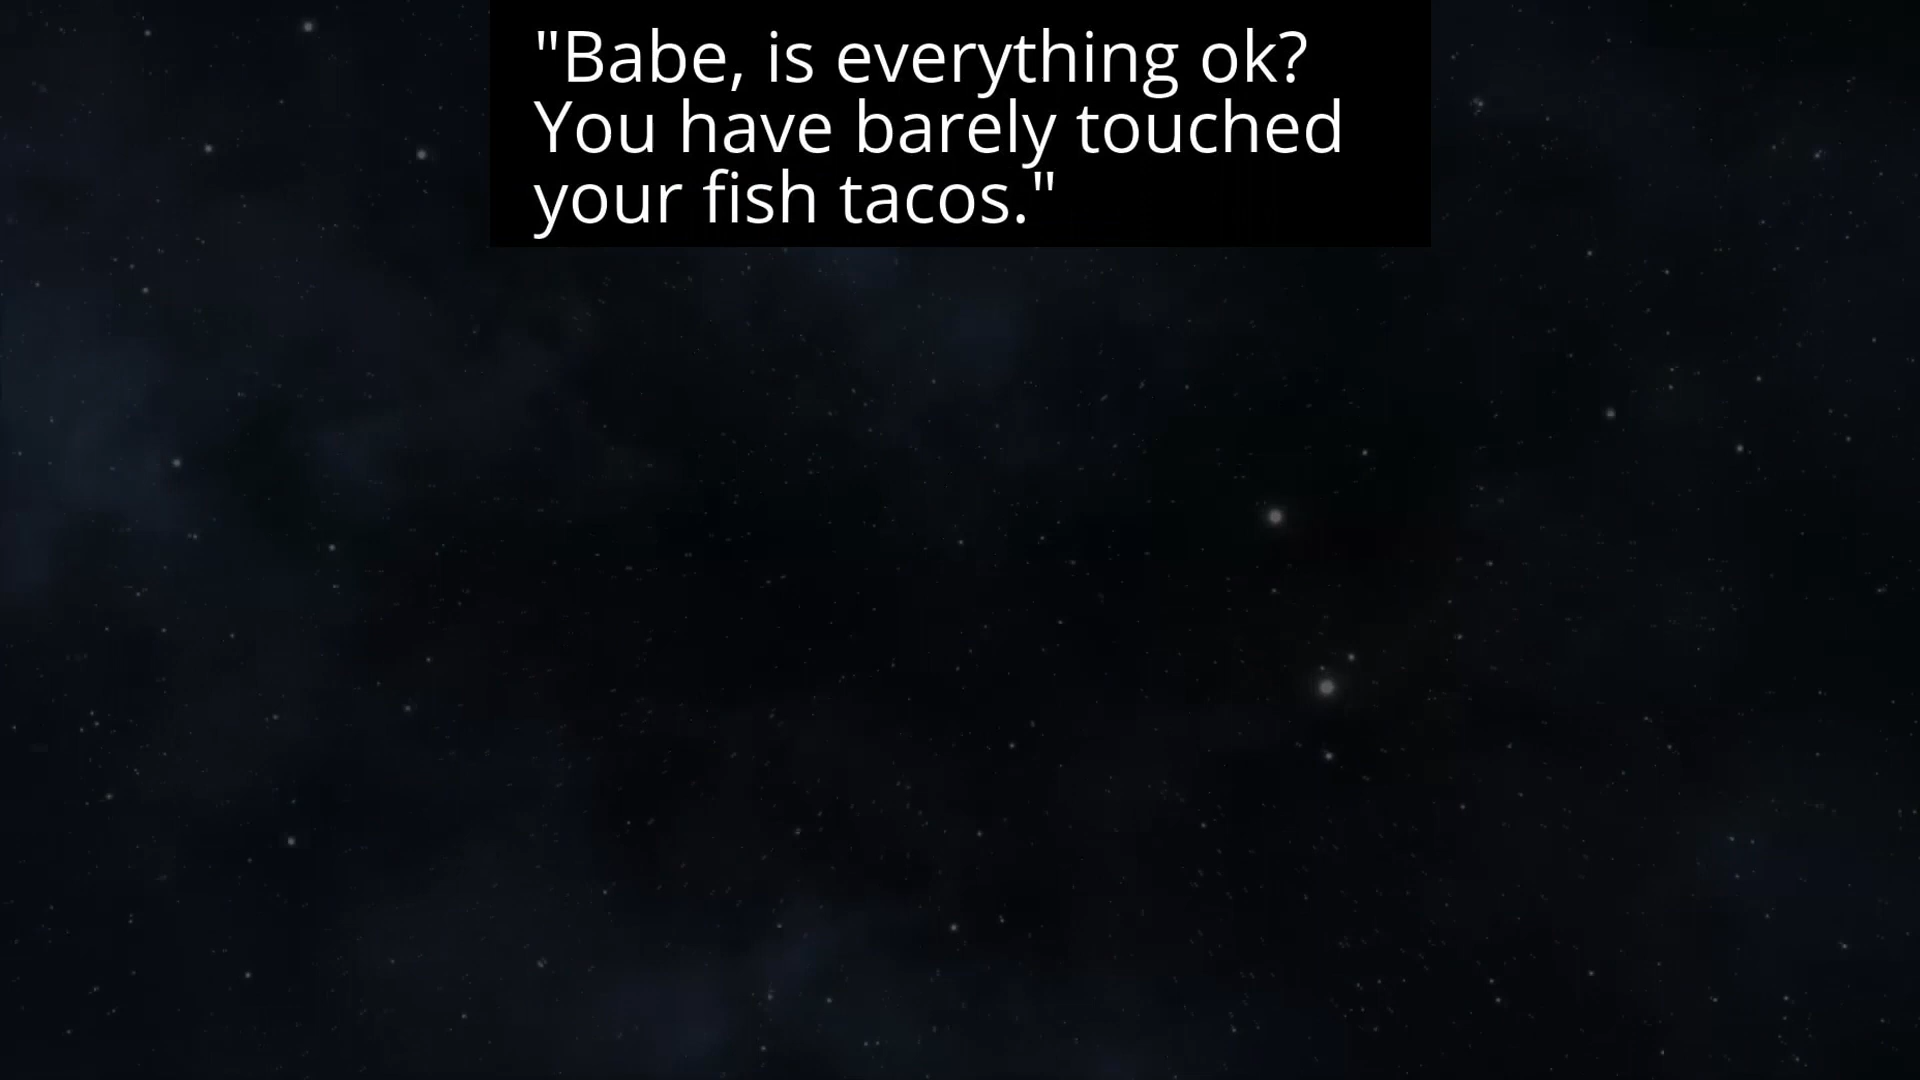 "Babe, is everything ok?
You have barely touched
your fish tacos."